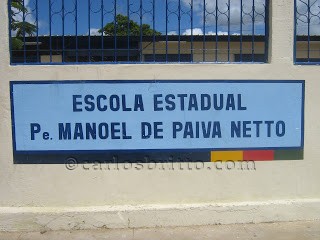 ESCOLA ESTADUAL
Pe. MANOEL DE PAIVA NETTO
©carlosbritto.com